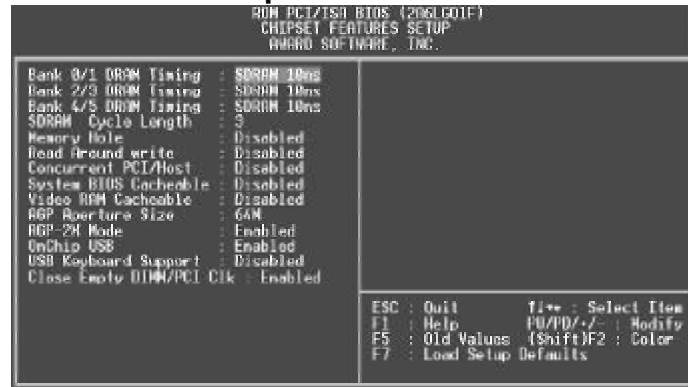 ROM PCI/ISA BIOS (2A6LGO1F)
CHIPSET FEATURES SETUP
AWARD SOFTWARE, INC.
Bank 0/1 DRAM Timing : SDRAM 10ns
Bank 2/3 DRAM Timing : SDRAM 10ns
Bank 4/5 DRAM Timing : SDRAM 10ns
SDRAM Cycle Length : 3
Memory Hole : Disabled
Read Around write : Disabled
Concurrent PCI/Host : Disabled
System BIOS Cacheable : Disabled
Video RAM Cacheable : Disabled
AGP Aperture Size : 64M
AGP-2X Mode : Enabled
OnChip USB : Enabled
USB Keyboard Support : Disabled
Close Empty DIMM/PCI Clk : Enabled
ESC : Quit : Select Item
F1 : Help PU/PD/+/- : Modify
F5 : Old Values (Shift)F2 : Color
F7 : Load Setup Defaults